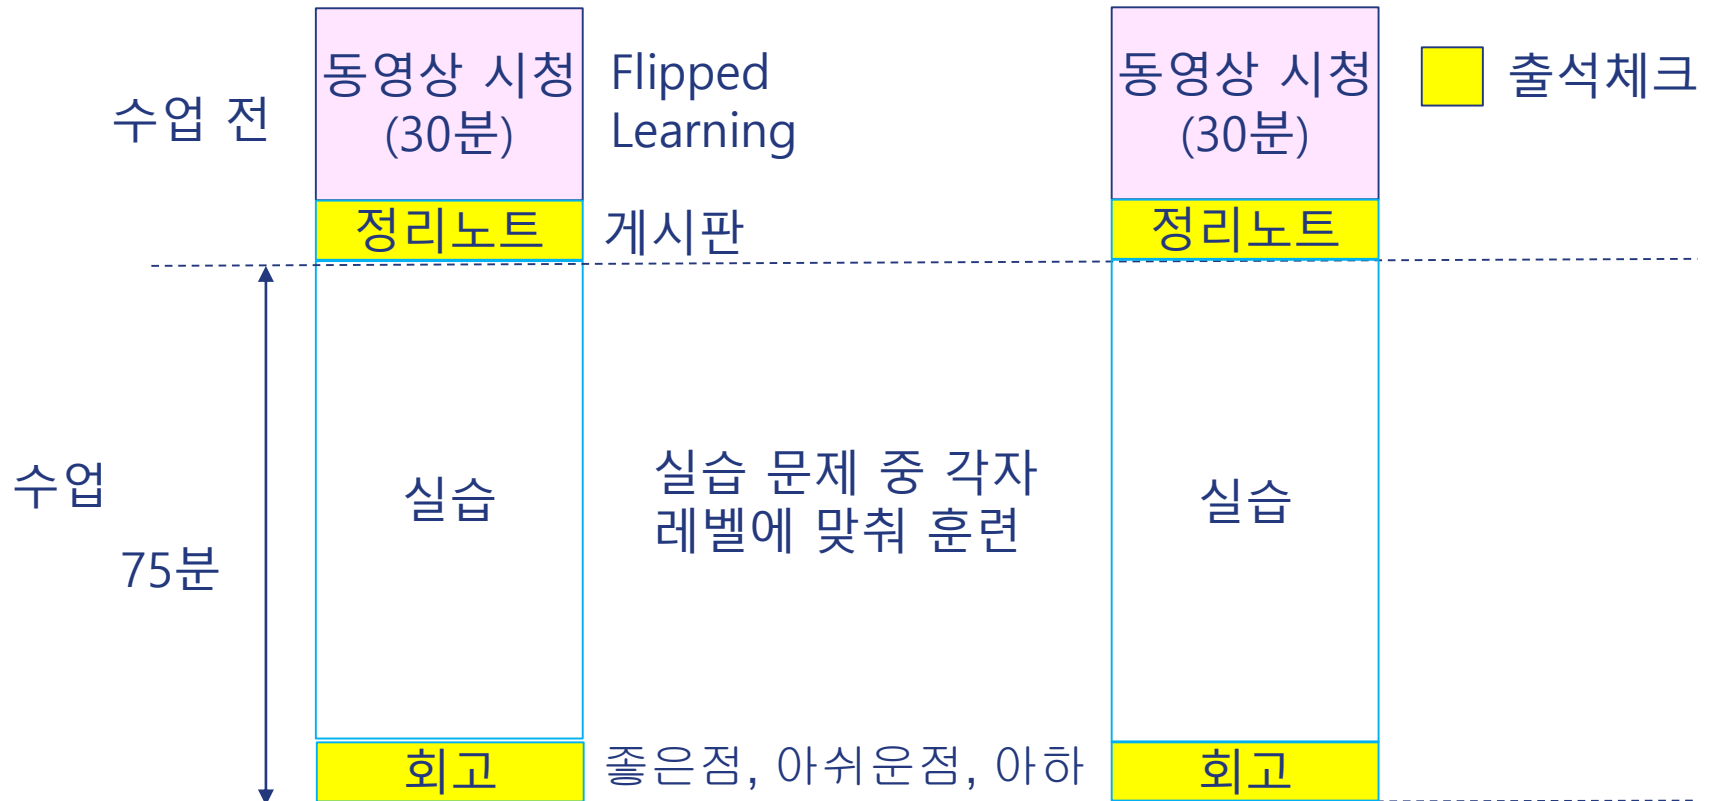 동영상 시청
(30분)
Flipped
Learning
동영상 시청
(30분)
출석체크
수업 전
정리노트
게시판
정리노트
수업
75분
실습
실습 문제 중 각자
레벨에 맞춰 훈련
실습
회고
좋은점, 아쉬운점, 아하
회고